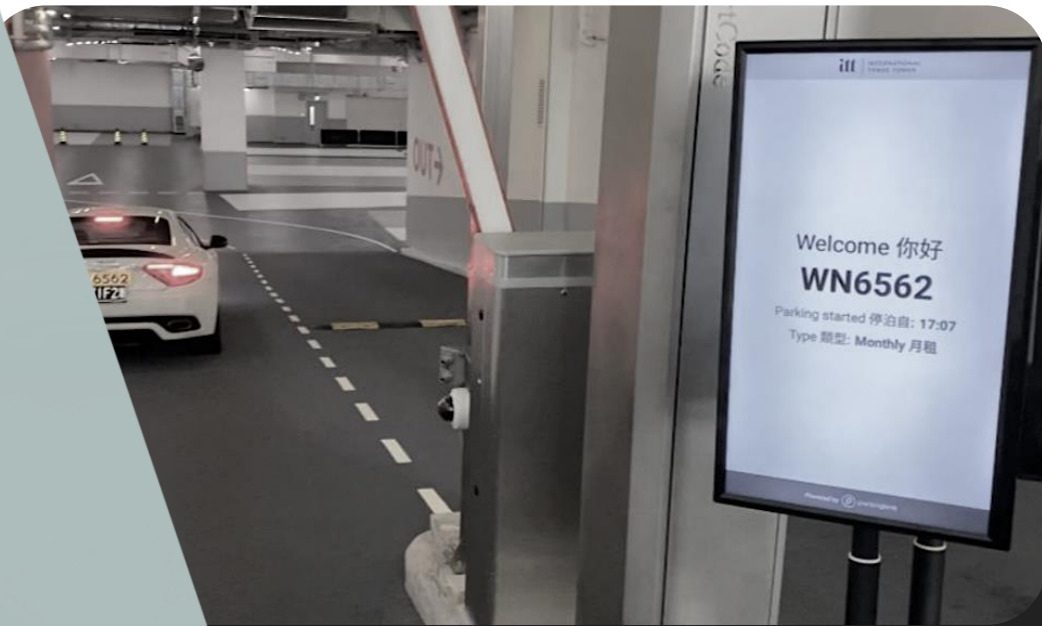 OUT→
6562
itt INTERNATIONAL
TRADE TOWER
Welcome 你好
WN6562
Parking started 停泊自: 17:07
Type 類型: Monthly 月租
Powered by